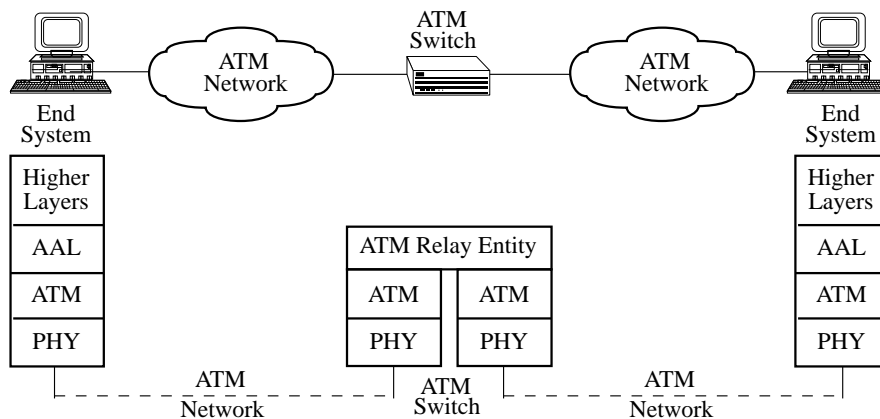 ATM
Switch
ATM
Network
ATM
Network
End
System
End
System
Higher
Layers
AAL
ATM
PHY
ATM Relay Entity
ATM
ATM
PHY
PHY
Higher
Layers
AAL
ATM
PHY
ATM
Network
ATM
Switch
ATM
Network